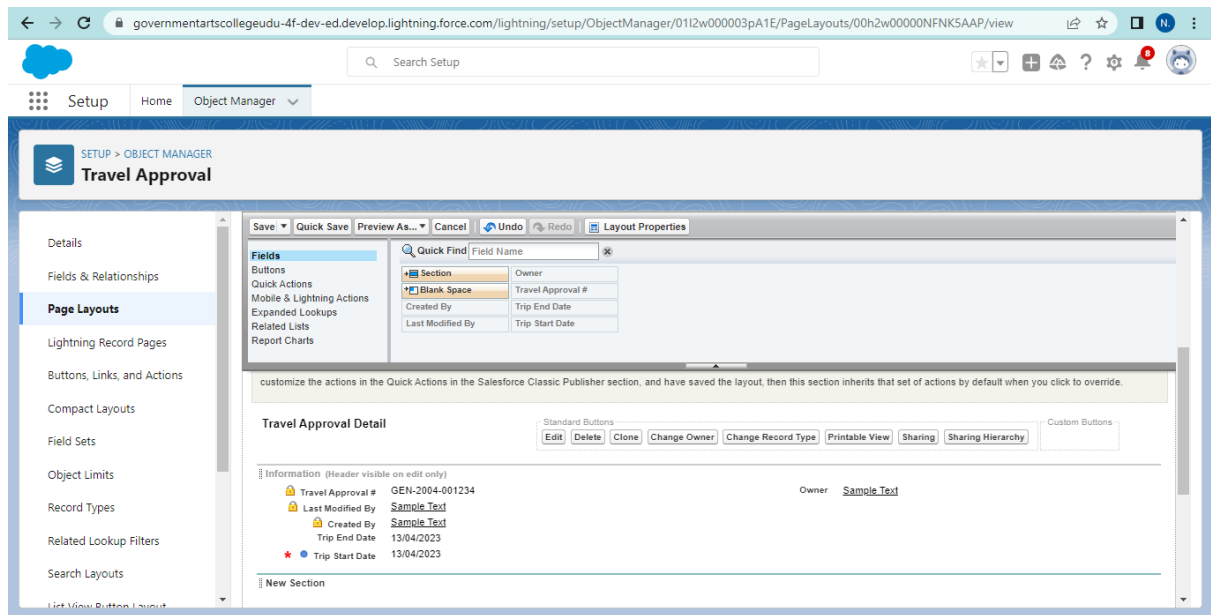 governmentartscollegeudu-4f-dev-ed.develop.lightning.force.com/lightning/setup/ObjectManager/01I2w000003pA1E/PageLayouts/00h2w00000NFNK5AAP/view
N.
Search Setup
8
Setup
Home
Object Manager
SETUP > OBJECT MANAGER
Travel Approval
Details
Fields & Relationships
Page Layouts
Lightning Record Pages
Buttons, Links, and Actions
Compact Layouts
Field Sets
Object Limits
Record Types
Related Lookup Filters
Search Layouts
List View Button Layout
Save Quick Save Preview As... Cancel Undo Redo Layout Properties
Fields
Buttons
Quick Actions
Mobile & Lightning Actions
Expanded Lookups
Related Lists
Report Charts
Quick Find Field Name
Section Owner
Blank Space Travel Approval #
Created By Trip End Date
Last Modified By Trip Start Date
customize the actions in the Quick Actions in the Salesforce Classic Publisher section, and have saved the layout, then this section inherits that set of actions by default when you click to override.
Travel Approval Detail
Standard Buttons
Edit Delete Clone Change Owner Change Record Type Printable View Sharing Sharing Hierarchy
Custom Buttons
Information (Header visible on edit only)
Travel Approval # GEN-2004-001234 Owner Sample Text
Last Modified By Sample Text
Created By Sample Text
Trip End Date 13/04/2023
* Trip Start Date 13/04/2023
New Section